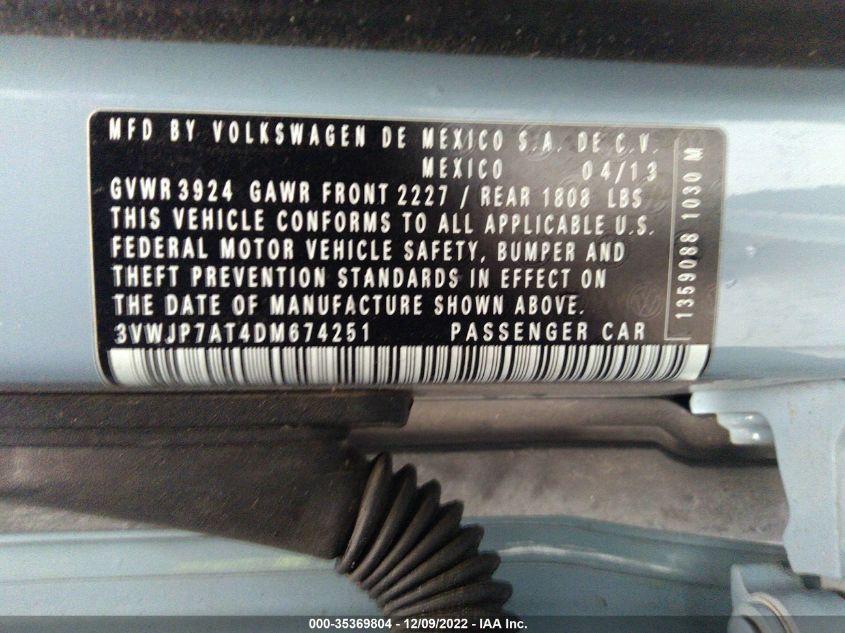 MFD BY VOLKSWAGEN DE MEXICO S.A. DE C.V.
MEXICO 04/13
GVWR 3924 GAWR FRONT 2227 / REAR 1808 LBS
THIS VEHICLE CONFORMS TO ALL APPLICABLE U.S.
FEDERAL MOTOR VEHICLE SAFETY, BUMPER AND
THEFT PREVENTION STANDARDS IN EFFECT ON
THE DATE OF MANUFACTURE SHOWN ABOVE.
3VWJP7AT4DM674251 PASSENGER CAR
1359088 1030 M
000-35369804 - 12/09/2022 - IAA Inc.